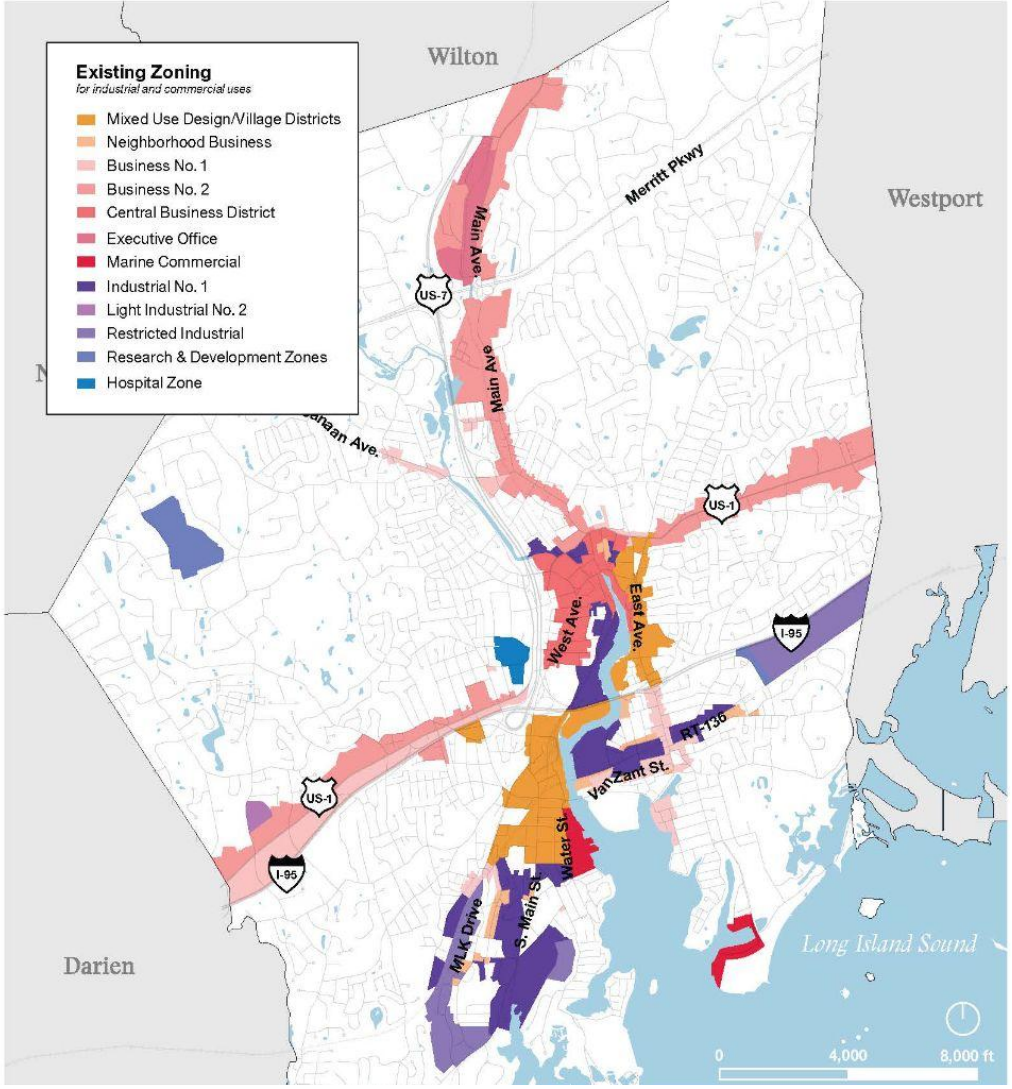 Wilton
Existing Zoning
for industrial and commercial uses
Mixed Use Design/Village Districts
Neighborhood Business
Business No. 1
Business No. 2
Central Business District
Executive Office
Marine Commercial
Industrial No. 1
Light Industrial No. 2
Restricted Industrial
Research & Development Zones
Hospital Zone
Merritt Pkwy
Westport
Main Ave.
US-7
N
Main Ave
anaan Ave.
US-1
East Ave.
West Ave.
I-95
RT-136
Van Zant St.
US-1
Water St.
I-95
S. Main St.
MLK Drive
Long Island Sound
Darien
0 4,000 8,000 ft